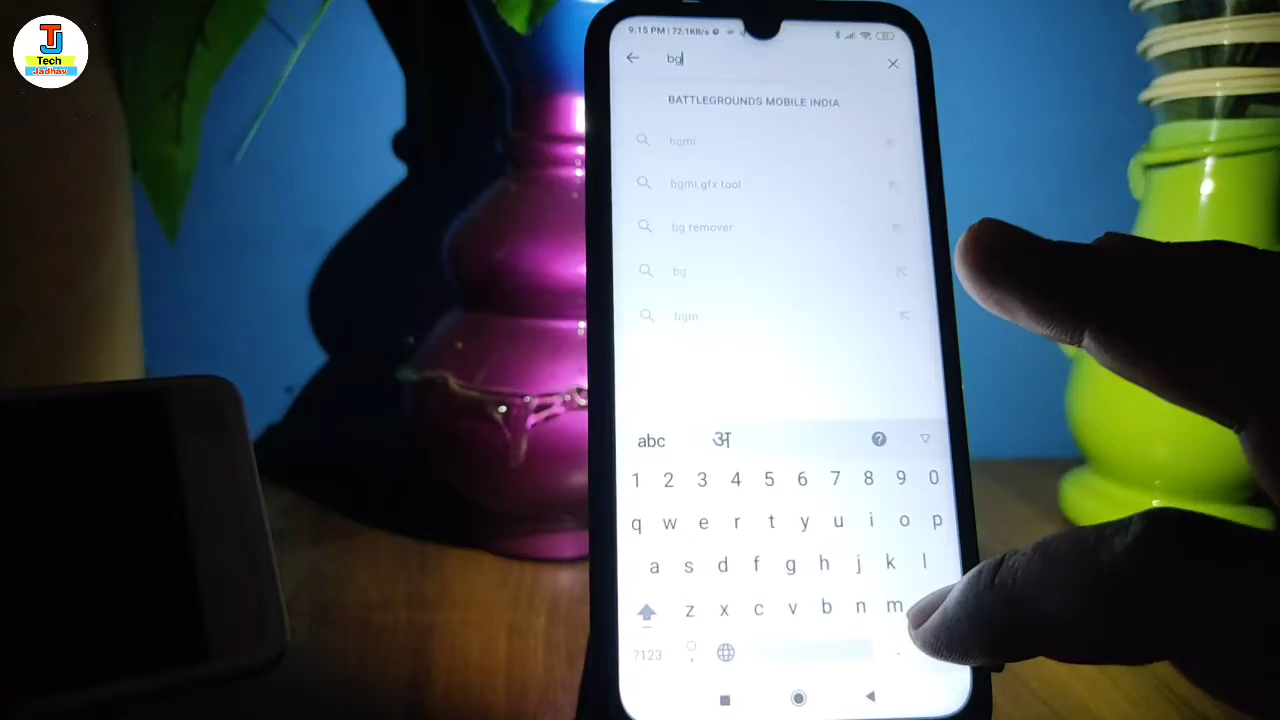 TJ
Tech
Jadhav
9:15 PM | 72.1KB/s
bg
BATTLEGROUNDS MOBILE INDIA
bgmi
bgmi gfx tool
bg remover
bg
bgm
abc अ ?
1 2 3 4 5 6 7 8 9 0
q w e r t y u i o p
a s d f g h j k l
z x c v b n m
?123 , .